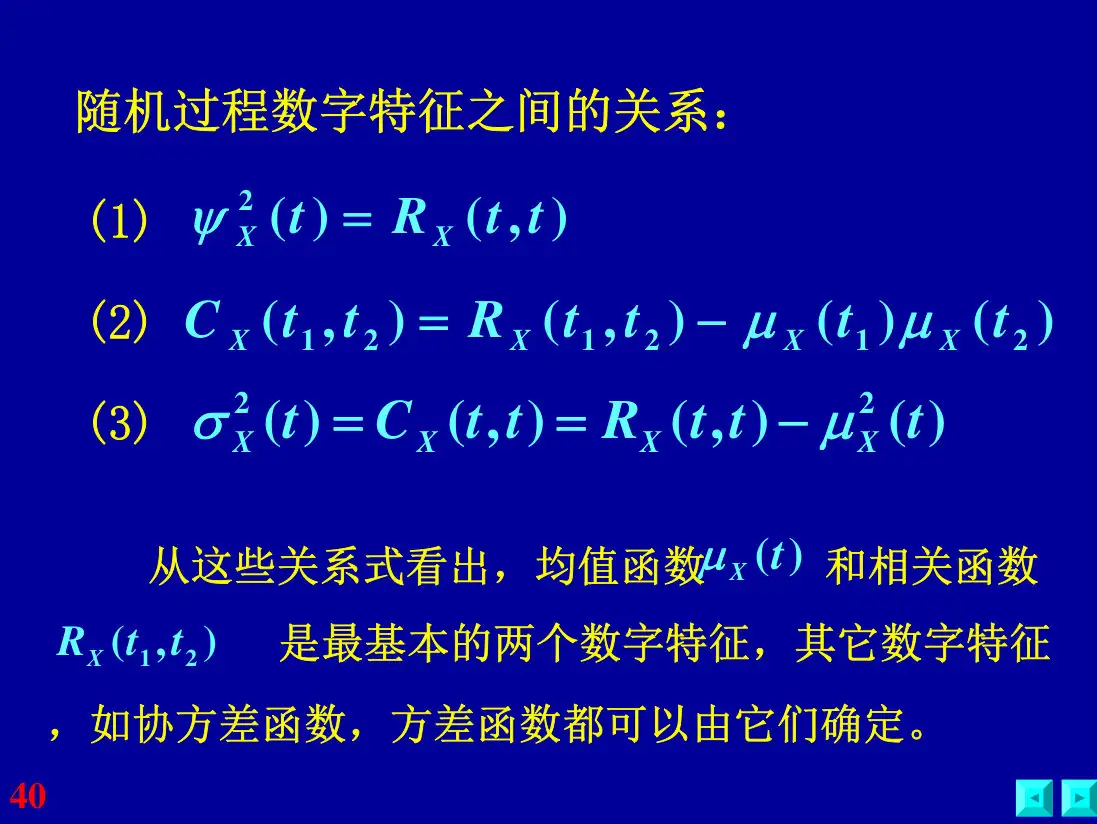 随机过程数字特征之间的关系：
(1) ψ²_X(t) = R_X(t,t)
(2) C_X(t₁,t₂) = R_X(t₁,t₂) − μ_X(t₁)μ_X(t₂)
(3) σ²_X(t) = C_X(t,t) = R_X(t,t) − μ²_X(t)
从这些关系式看出，均值函数μ_X(t) 和相关函数
R_X(t₁,t₂) 是最基本的两个数字特征，其它数字特征
，如协方差函数，方差函数都可以由它们确定。
40